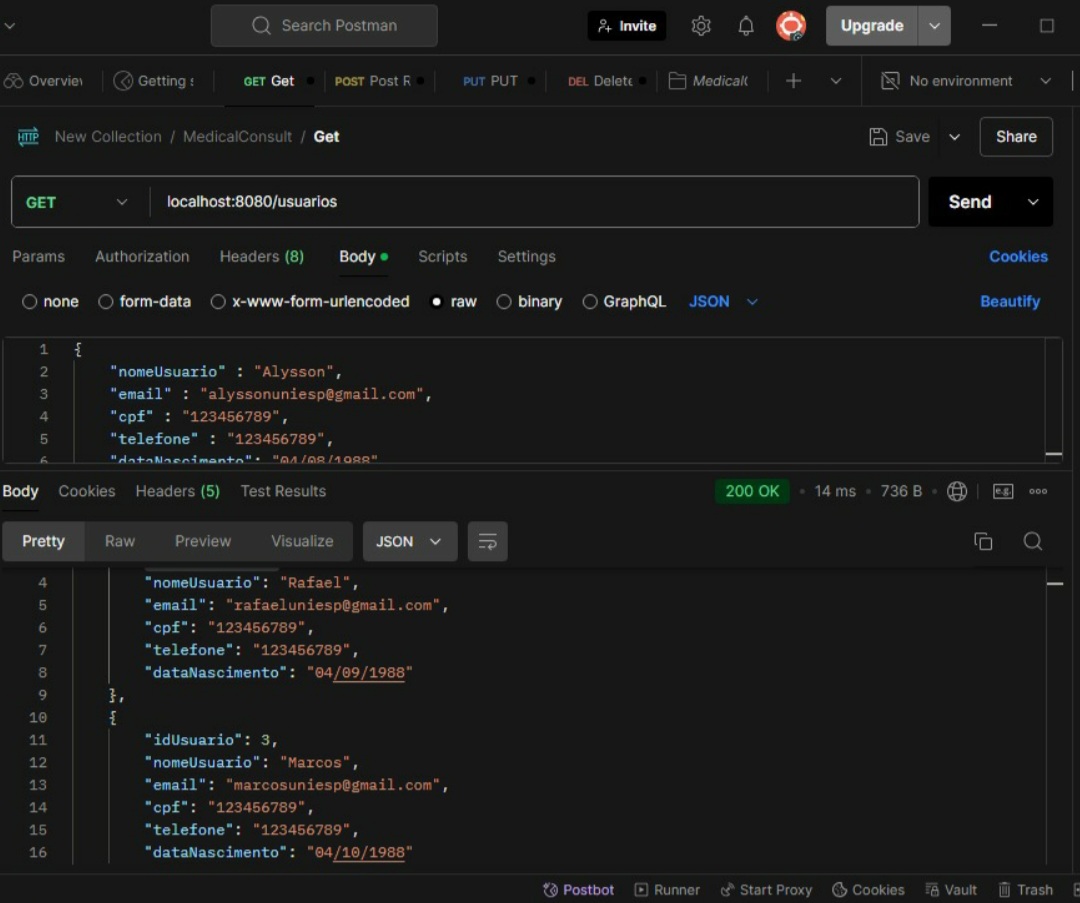 Search Postman Invite Upgrade
Overvie Getting s GET Get POST Post R PUT PUT DEL Delete MedicalC No environment
HTTP New Collection / MedicalConsult / Get Save Share
GET localhost:8080/usuarios Send
Params Authorization Headers (8) Body Scripts Settings Cookies
none form-data x-www-form-urlencoded raw binary GraphQL JSON Beautify
1 {
2 "nomeUsuario" : "Alysson",
3 "email" : "alyssonuniesp@gmail.com",
4 "cpf" : "123456789",
5 "telefone" : "123456789",
6 "dataNascimento": "04/08/1988"
Body Cookies Headers (5) Test Results 200 OK • 14 ms • 736 B • e.g.
Pretty Raw Preview Visualize JSON
4 "nomeUsuario": "Rafael",
5 "email": "rafaeluniesp@gmail.com",
6 "cpf": "123456789",
7 "telefone": "123456789",
8 "dataNascimento": "04/09/1988"
9 },
10 {
11 "idUsuario": 3,
12 "nomeUsuario": "Marcos",
13 "email": "marcosuniesp@gmail.com",
14 "cpf": "123456789",
15 "telefone": "123456789",
16 "dataNascimento": "04/10/1988"
Postbot Runner Start Proxy Cookies Vault Trash